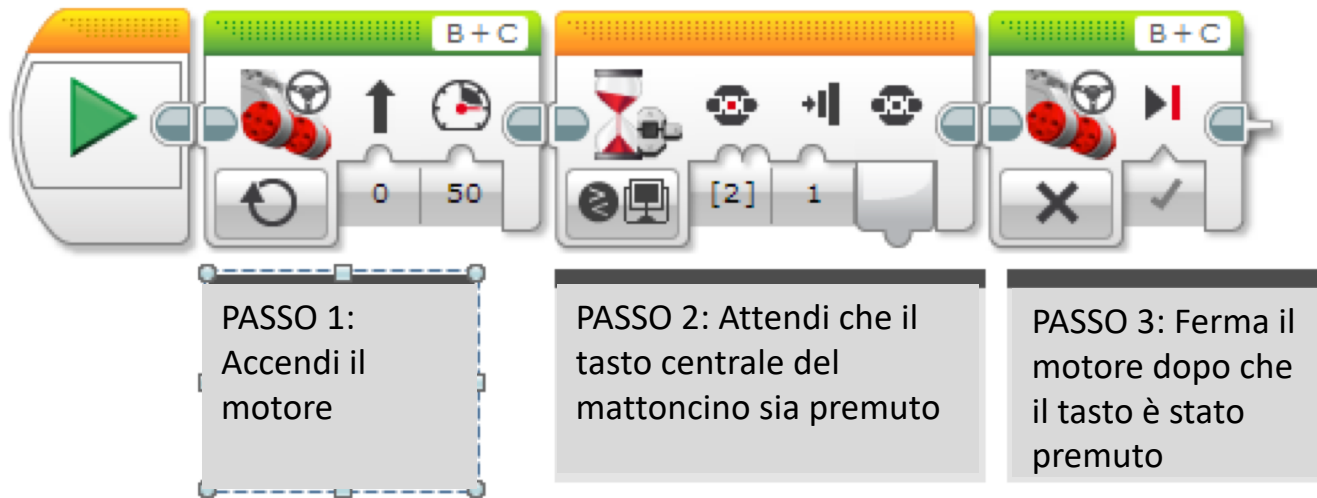 B + C
B + C
0
50
[2]
1
PASSO 1:
Accendi il
motore
PASSO 2: Attendi che il
tasto centrale del
mattoncino sia premuto
PASSO 3: Ferma il
motore dopo che
il tasto è stato
premuto